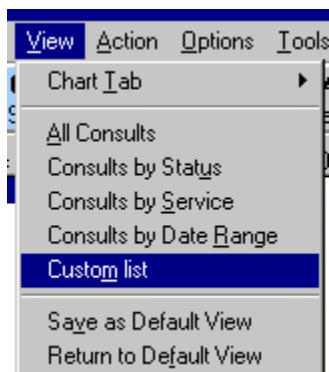 View Action Options Tools
Chart Tab
All Consults
Consults by Status
Consults by Service
Consults by Date Range
Custom list
Save as Default View
Return to Default View